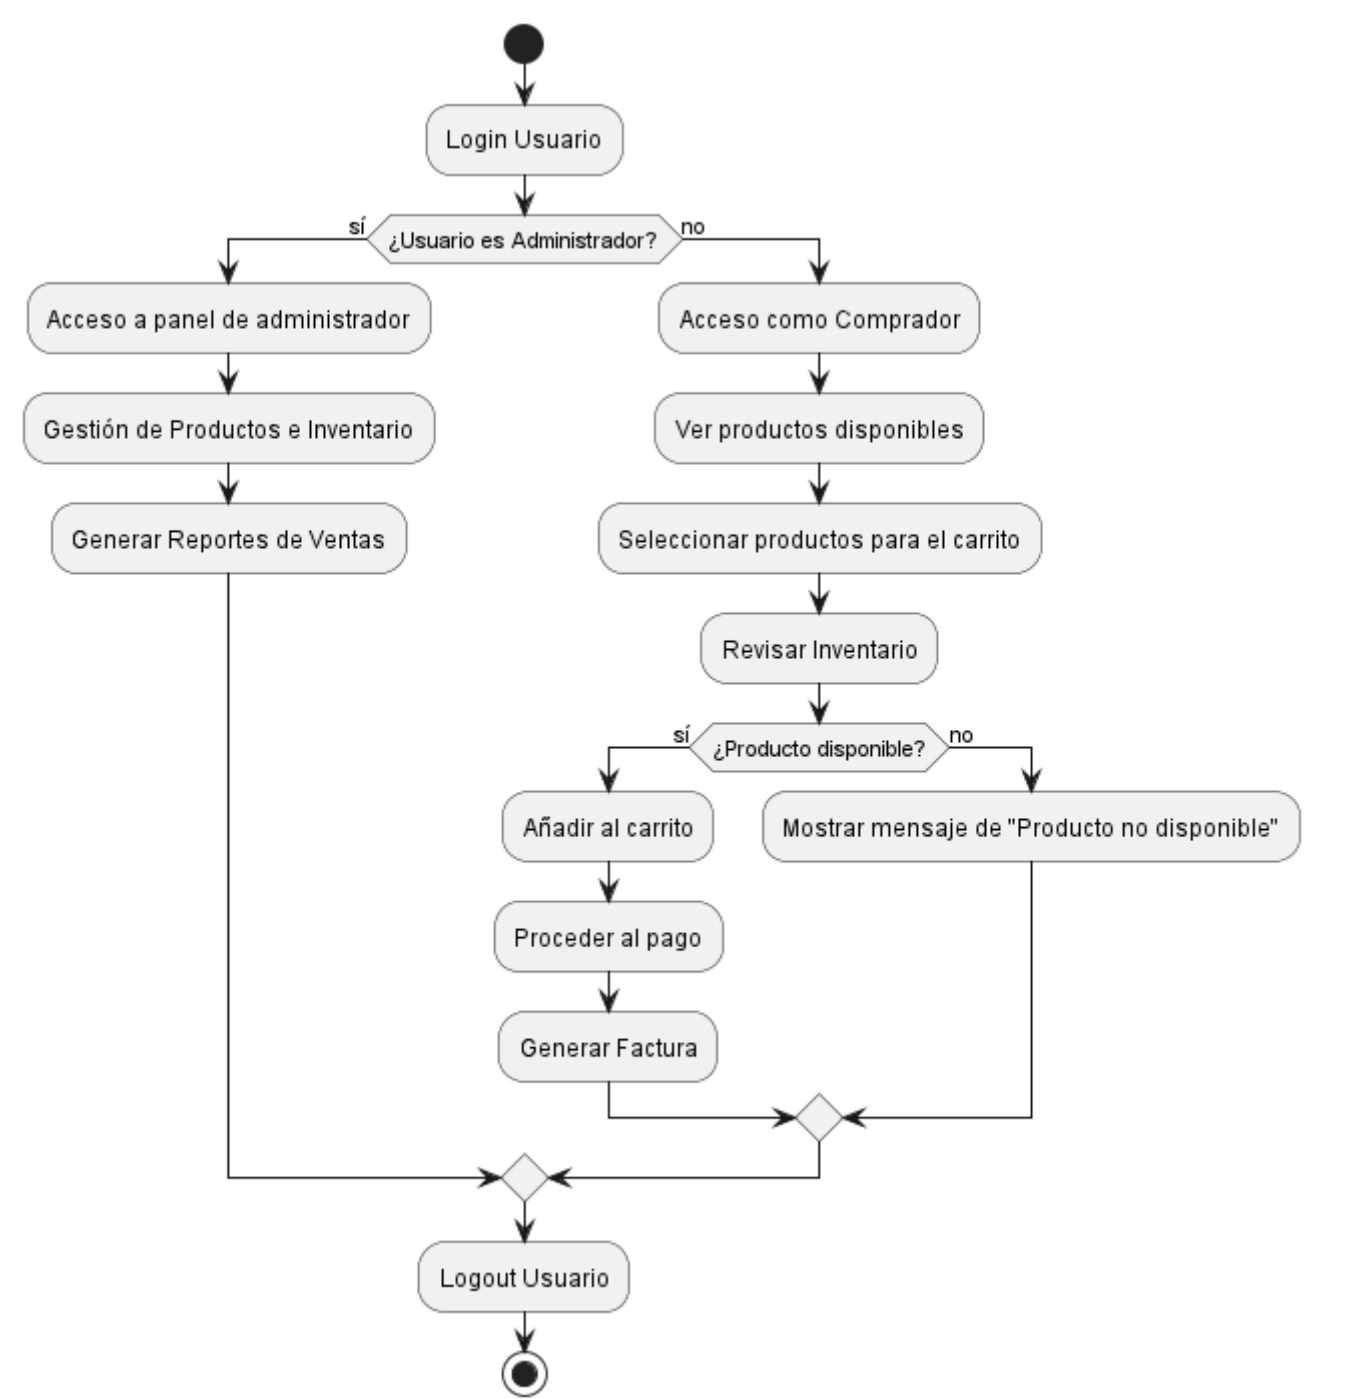 Login Usuario
sí
¿Usuario es Administrador?
no
Acceso a panel de administrador
Acceso como Comprador
Gestión de Productos e Inventario
Ver productos disponibles
Generar Reportes de Ventas
Seleccionar productos para el carrito
Revisar Inventario
sí
¿Producto disponible?
no
Añadir al carrito
Mostrar mensaje de "Producto no disponible"
Proceder al pago
Generar Factura
Logout Usuario